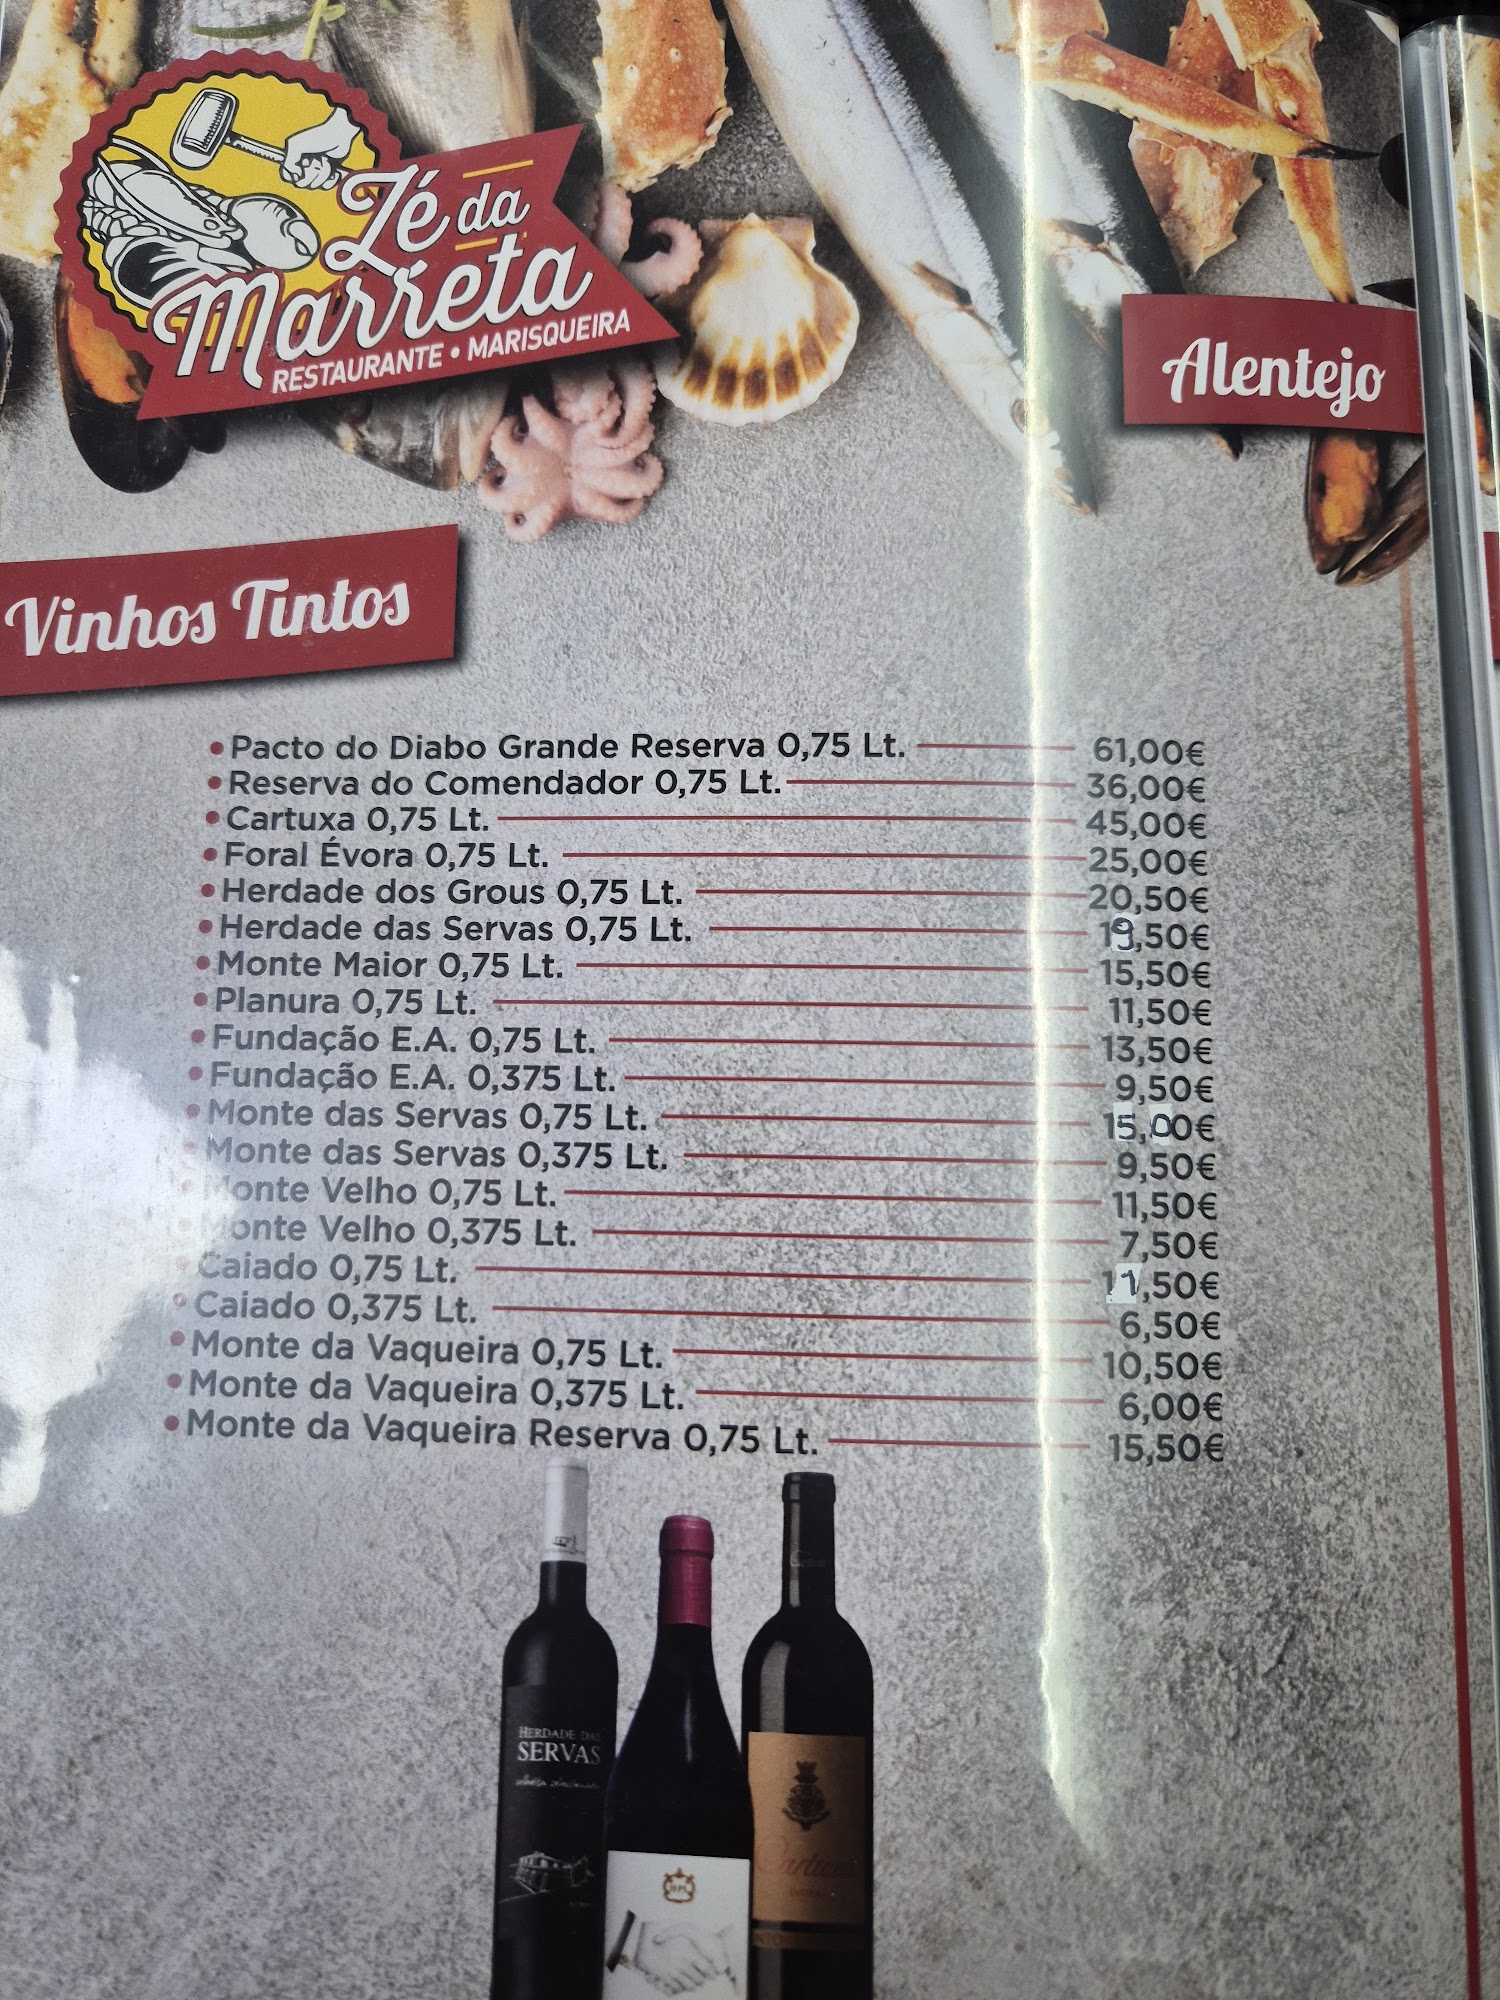 Zé da
Marreta
RESTAURANTE • MARISQUEIRA
Alentejo
Vinhos Tintos
• Pacto do Diabo Grande Reserva 0,75 Lt. 61,00€
• Reserva do Comendador 0,75 Lt. 36,00€
• Cartuxa 0,75 Lt. 45,00€
• Foral Évora 0,75 Lt. 25,00€
• Herdade dos Grous 0,75 Lt. 20,50€
• Herdade das Servas 0,75 Lt. 19,50€
• Monte Maior 0,75 Lt. 15,50€
• Planura 0,75 Lt. 11,50€
• Fundação E.A. 0,75 Lt. 13,50€
• Fundação E.A. 0,375 Lt. 9,50€
• Monte das Servas 0,75 Lt. 15,00€
• Monte das Servas 0,375 Lt. 9,50€
• Monte Velho 0,75 Lt. 11,50€
• Monte Velho 0,375 Lt. 7,50€
• Caiado 0,75 Lt. 11,50€
• Caiado 0,375 Lt. 6,50€
• Monte da Vaqueira 0,75 Lt. 10,50€
• Monte da Vaqueira 0,375 Lt. 6,00€
• Monte da Vaqueira Reserva 0,75 Lt. 15,50€
HERDADE DAS
SERVAS
Cartuxa